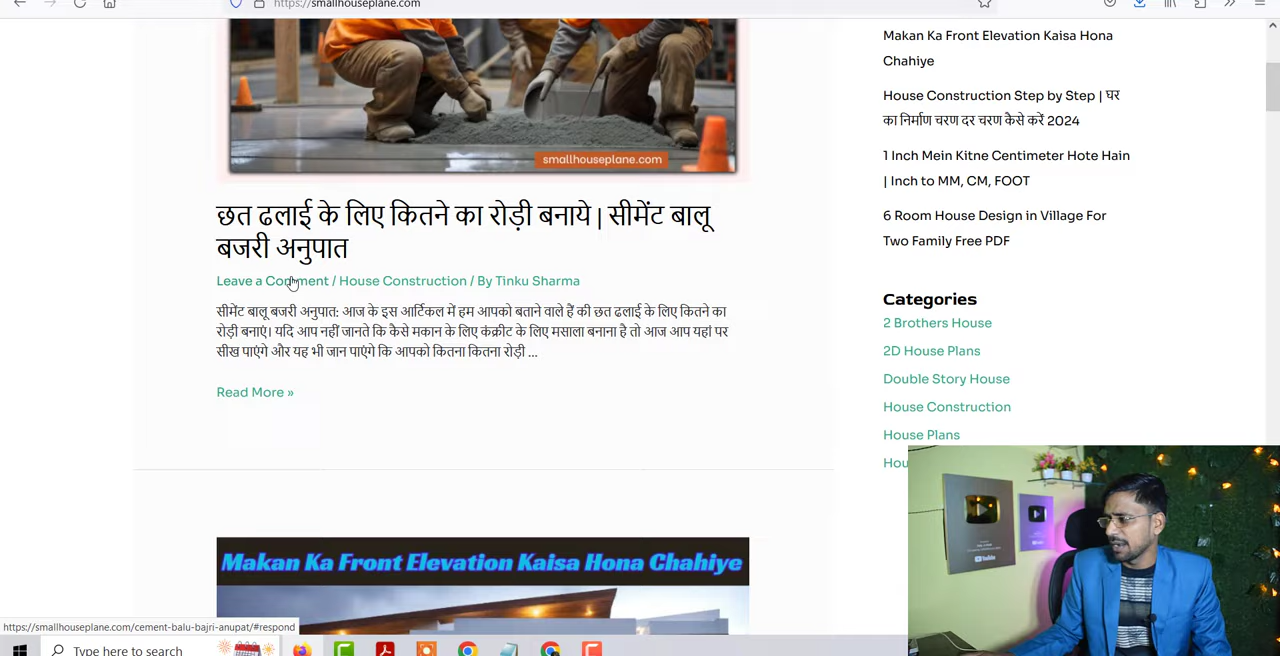 https://smallhouseplane.com
smallhouseplane.com
छत ढलाई के लिए कितने का रोड़ी बनाये | सीमेंट बालू
बजरी अनुपात
Leave a Comment / House Construction / By Tinku Sharma
सीमेंट बालू बजरी अनुपात: आज के इस आर्टिकल में हम आपको बताने वाले हैं की छत ढलाई के लिए कितने का
रोड़ी बनाएं। यदि आप नहीं जानते कि कैसे मकान के लिए कंक्रीट के लिए मसाला बनाना है तो आज आप यहां पर
सीख पाएंगे और यह भी जान पाएंगे कि आपको कितना कितना रोड़ी ...
Read More »
Makan Ka Front Elevation Kaisa Hona Chahiye
Makan Ka Front Elevation Kaisa Hona
Chahiye
House Construction Step by Step | घर
का निर्माण चरण दर चरण कैसे करें 2024
1 Inch Mein Kitne Centimeter Hote Hain
| Inch to MM, CM, FOOT
6 Room House Design in Village For
Two Family Free PDF
Categories
2 Brothers House
2D House Plans
Double Story House
House Construction
House Plans
Hou
https://smallhouseplane.com/cement-balu-bajri-anupat/#respond
Type here to search